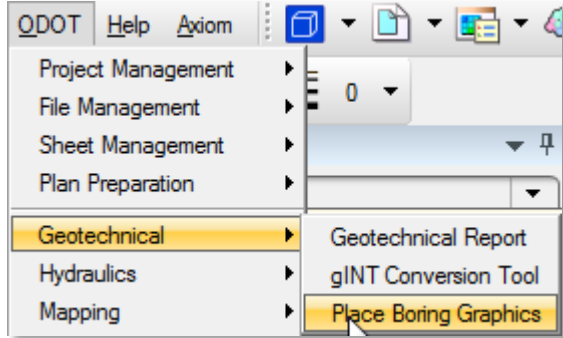 ODOT Help Axiom
0
Project Management
File Management
Sheet Management
Plan Preparation
Geotechnical
Hydraulics
Mapping
Geotechnical Report
gINT Conversion Tool
Place Boring Graphics